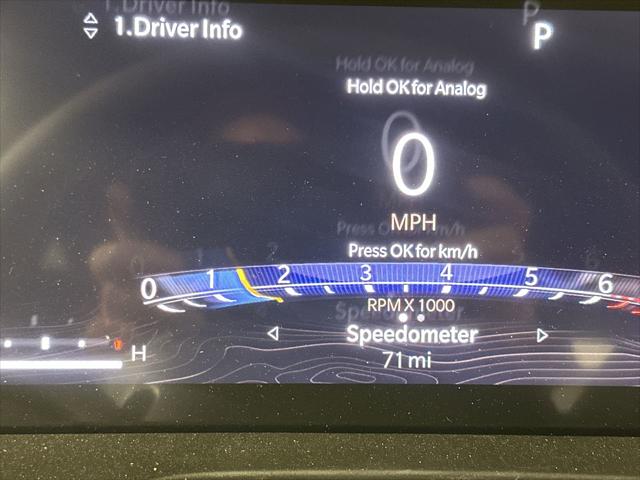 1.Driver Info
P
Hold OK for Analog
0
MPH
Press OK for km/h
0 1 2 3 4 5 6
RPM X 1000
Speedometer
H
71 mi